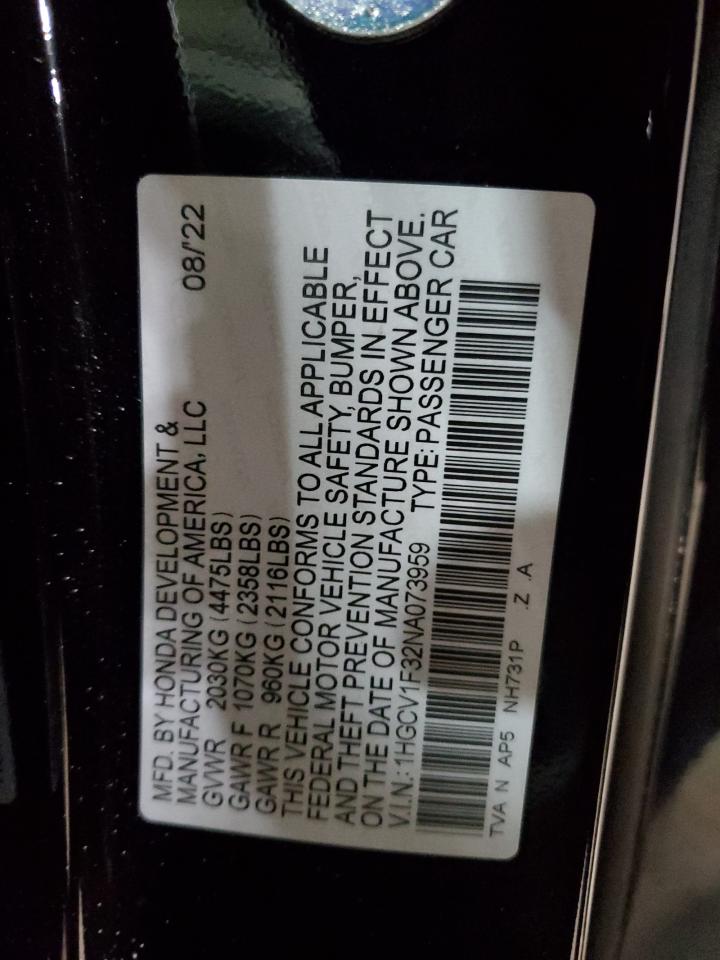 MFD. BY HONDA DEVELOPMENT &
MANUFACTURING OF AMERICA, LLC 08/'22
GVWR 2030KG (4475LBS)
GAWR F 1070KG (2358LBS)
GAWR R 960KG (2116LBS)
THIS VEHICLE CONFORMS TO ALL APPLICABLE
FEDERAL MOTOR VEHICLE SAFETY, BUMPER,
AND THEFT PREVENTION STANDARDS IN EFFECT
ON THE DATE OF MANUFACTURE SHOWN ABOVE.
V.I.N.: 1HGCV1F32NA073959 TYPE: PASSENGER CAR
TVA N AP5 NH731P .Z .A